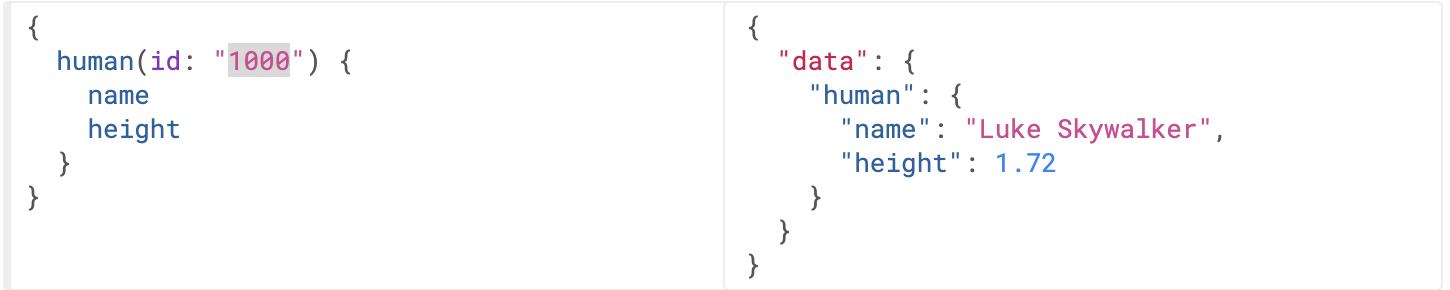 {
  human(id: "1000") {
    name
    height
  }
}
{
  "data": {
    "human": {
      "name": "Luke Skywalker",
      "height": 1.72
    }
  }
}